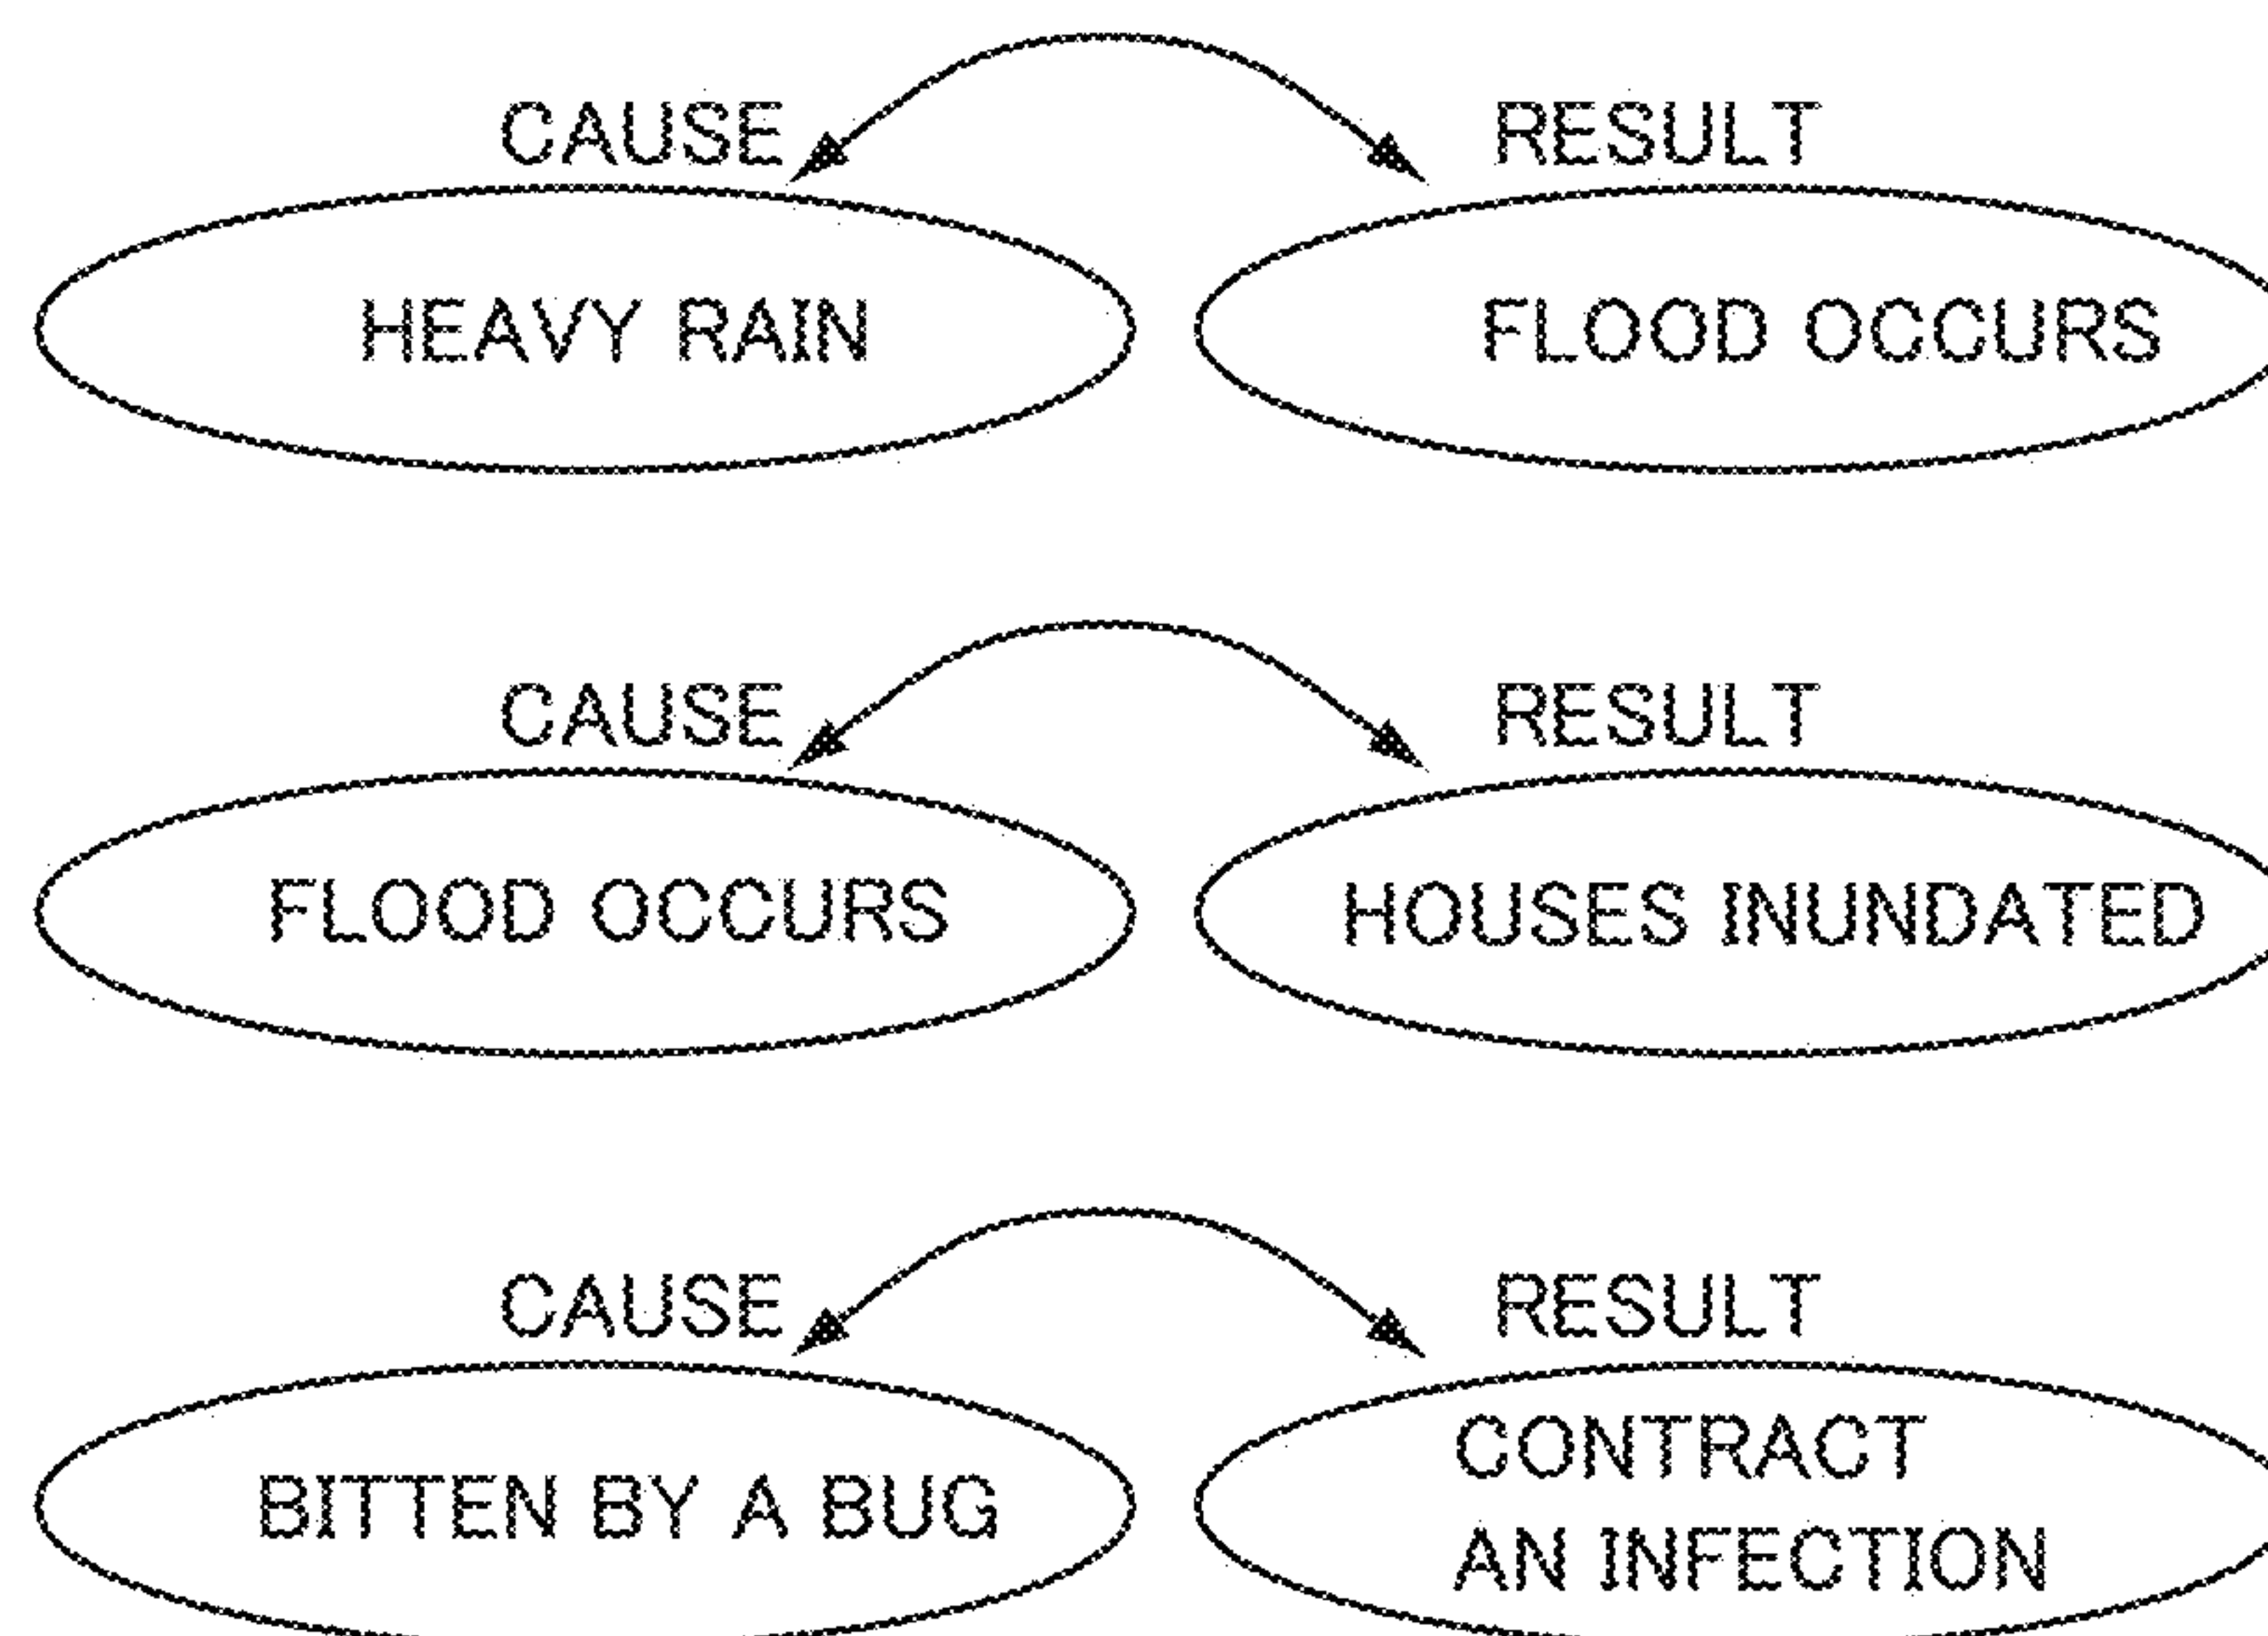 CAUSE RESULT
HEAVY RAIN FLOOD OCCURS
CAUSE RESULT
FLOOD OCCURS HOUSES INUNDATED
CAUSE RESULT
BITTEN BY A BUG
CONTRACT
AN INFECTION